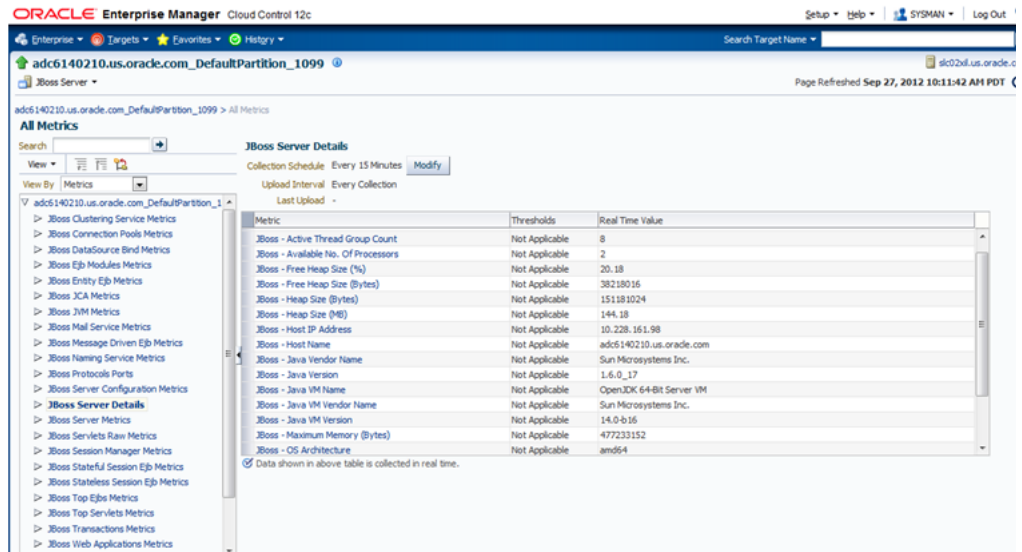 ORACLE Enterprise Manager Cloud Control 12c
Setup Help SYSMAN Log Out
Enterprise Targets Favorites History
Search Target Name
adc6140210.us.oracle.com_DefaultPartition_1099
slc02xil.us.oracle.c
JBoss Server
Page Refreshed Sep 27, 2012 10:11:42 AM PDT
adc6140210.us.oracle.com_DefaultPartition_1099 > All Metrics
All Metrics
Search
View
View By Metrics
adc6140210.us.oracle.com_DefaultPartition_1
JBoss Clustering Service Metrics
JBoss Connection Pools Metrics
JBoss DataSource Bind Metrics
JBoss Ejb Modules Metrics
JBoss Entity Ejb Metrics
JBoss JCA Metrics
JBoss JVM Metrics
JBoss Mail Service Metrics
JBoss Message Driven Ejb Metrics
JBoss Naming Service Metrics
JBoss Protocols Ports
JBoss Server Configuration Metrics
JBoss Server Details
JBoss Server Metrics
JBoss Servlets Raw Metrics
JBoss Session Manager Metrics
JBoss Stateful Session Ejb Metrics
JBoss Stateless Session Ejb Metrics
JBoss Top Ejbs Metrics
JBoss Top Servlets Metrics
JBoss Transactions Metrics
JBoss Web Applications Metrics
JBoss Server Details
Collection Schedule Every 15 Minutes Modify
Upload Interval Every Collection
Last Upload -
Metric Thresholds Real Time Value
JBoss - Active Thread Group Count Not Applicable 8
JBoss - Available No. Of Processors Not Applicable 2
JBoss - Free Heap Size (%) Not Applicable 20.18
JBoss - Free Heap Size (Bytes) Not Applicable 38218016
JBoss - Heap Size (Bytes) Not Applicable 151181024
JBoss - Heap Size (MB) Not Applicable 144.18
JBoss - Host IP Address Not Applicable 10.228.161.98
JBoss - Host Name Not Applicable adc6140210.us.oracle.com
JBoss - Java Vendor Name Not Applicable Sun Microsystems Inc.
JBoss - Java Version Not Applicable 1.6.0_17
JBoss - Java VM Name Not Applicable OpenJDK 64-Bit Server VM
JBoss - Java VM Vendor Name Not Applicable Sun Microsystems Inc.
JBoss - Java VM Version Not Applicable 14.0-b16
JBoss - Maximum Memory (Bytes) Not Applicable 477233152
JBoss - OS Architecture Not Applicable amd64
Data shown in above table is collected in real time.